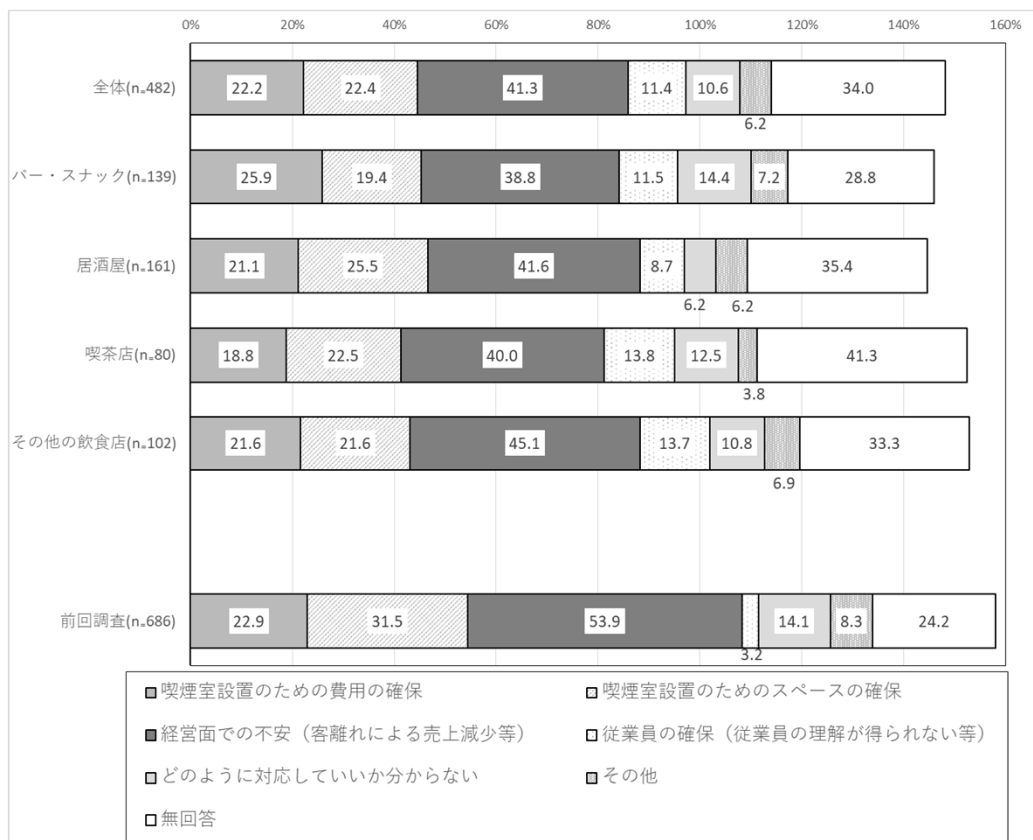 0% 20% 40% 60% 80% 100% 120% 140% 160%
全体(n=482) 22.2 22.4 41.3 11.4 10.6 34.0
6.2
バー・スナック(n=139) 25.9 19.4 38.8 11.5 14.4 7.2 28.8
居酒屋(n=161) 21.1 25.5 41.6 8.7 35.4
6.2 6.2
喫茶店(n=80) 18.8 22.5 40.0 13.8 12.5 41.3
3.8
その他の飲食店(n=102) 21.6 21.6 45.1 13.7 10.8 33.3
6.9
前回調査(n=686) 22.9 31.5 53.9 14.1 8.3 24.2
3.2
喫煙室設置のための費用の確保 喫煙室設置のためのスペースの確保
経営面での不安（客離れによる売上減少等） 従業員の確保（従業員の理解が得られない等）
どのように対応していいか分からない その他
無回答